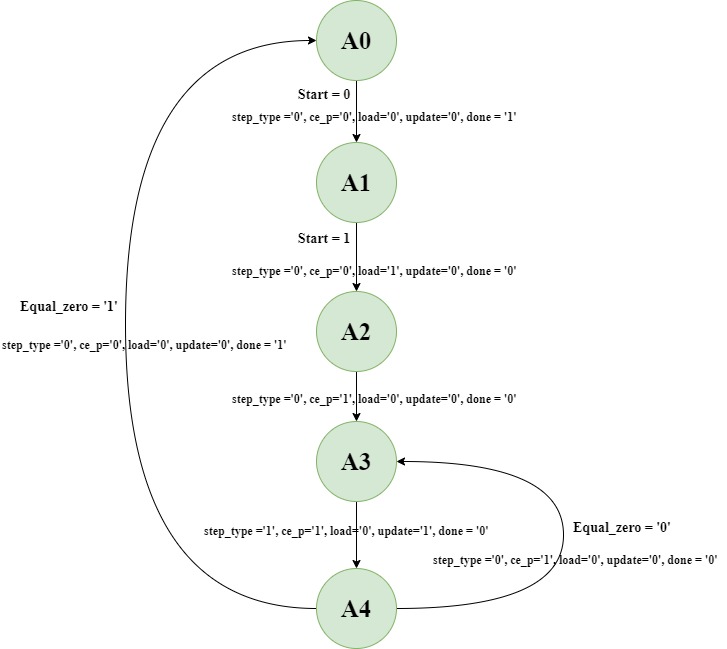 A0
Start = 0
step_type ='0', ce_p='0', load='0', update='0', done = '1'
A1
Start = 1
step_type ='0', ce_p='0', load='1', update='0', done = '0'
Equal_zero = '1'
A2
step_type ='0', ce_p='0', load='0', update='0', done = '1'
step_type ='0', ce_p='1', load='0', update='0', done = '0'
A3
Equal_zero = '0'
step_type ='1', ce_p='1', load='0', update='1', done = '0'
step_type ='0', ce_p='1', load='0', update='0', done = '0'
A4